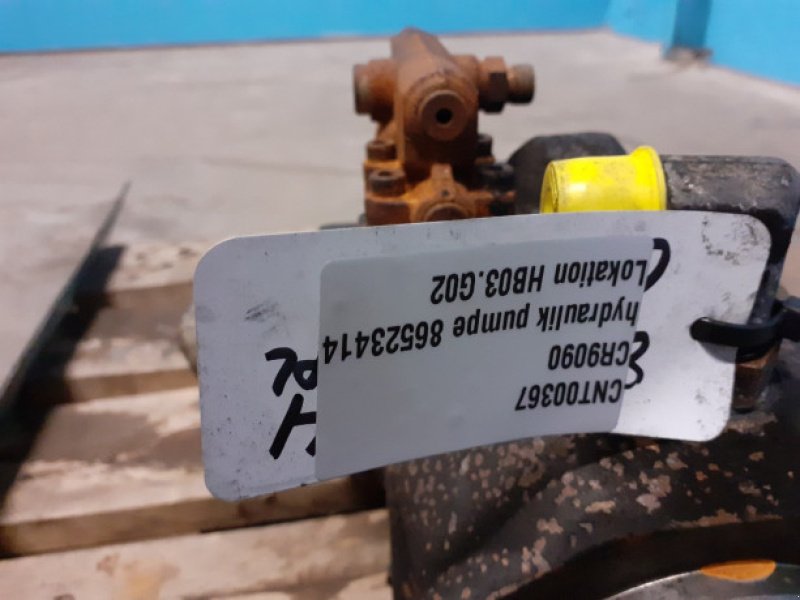 CNT00367
CR9090
hydraulik pumpe 86523414
Lokation HB03.G02